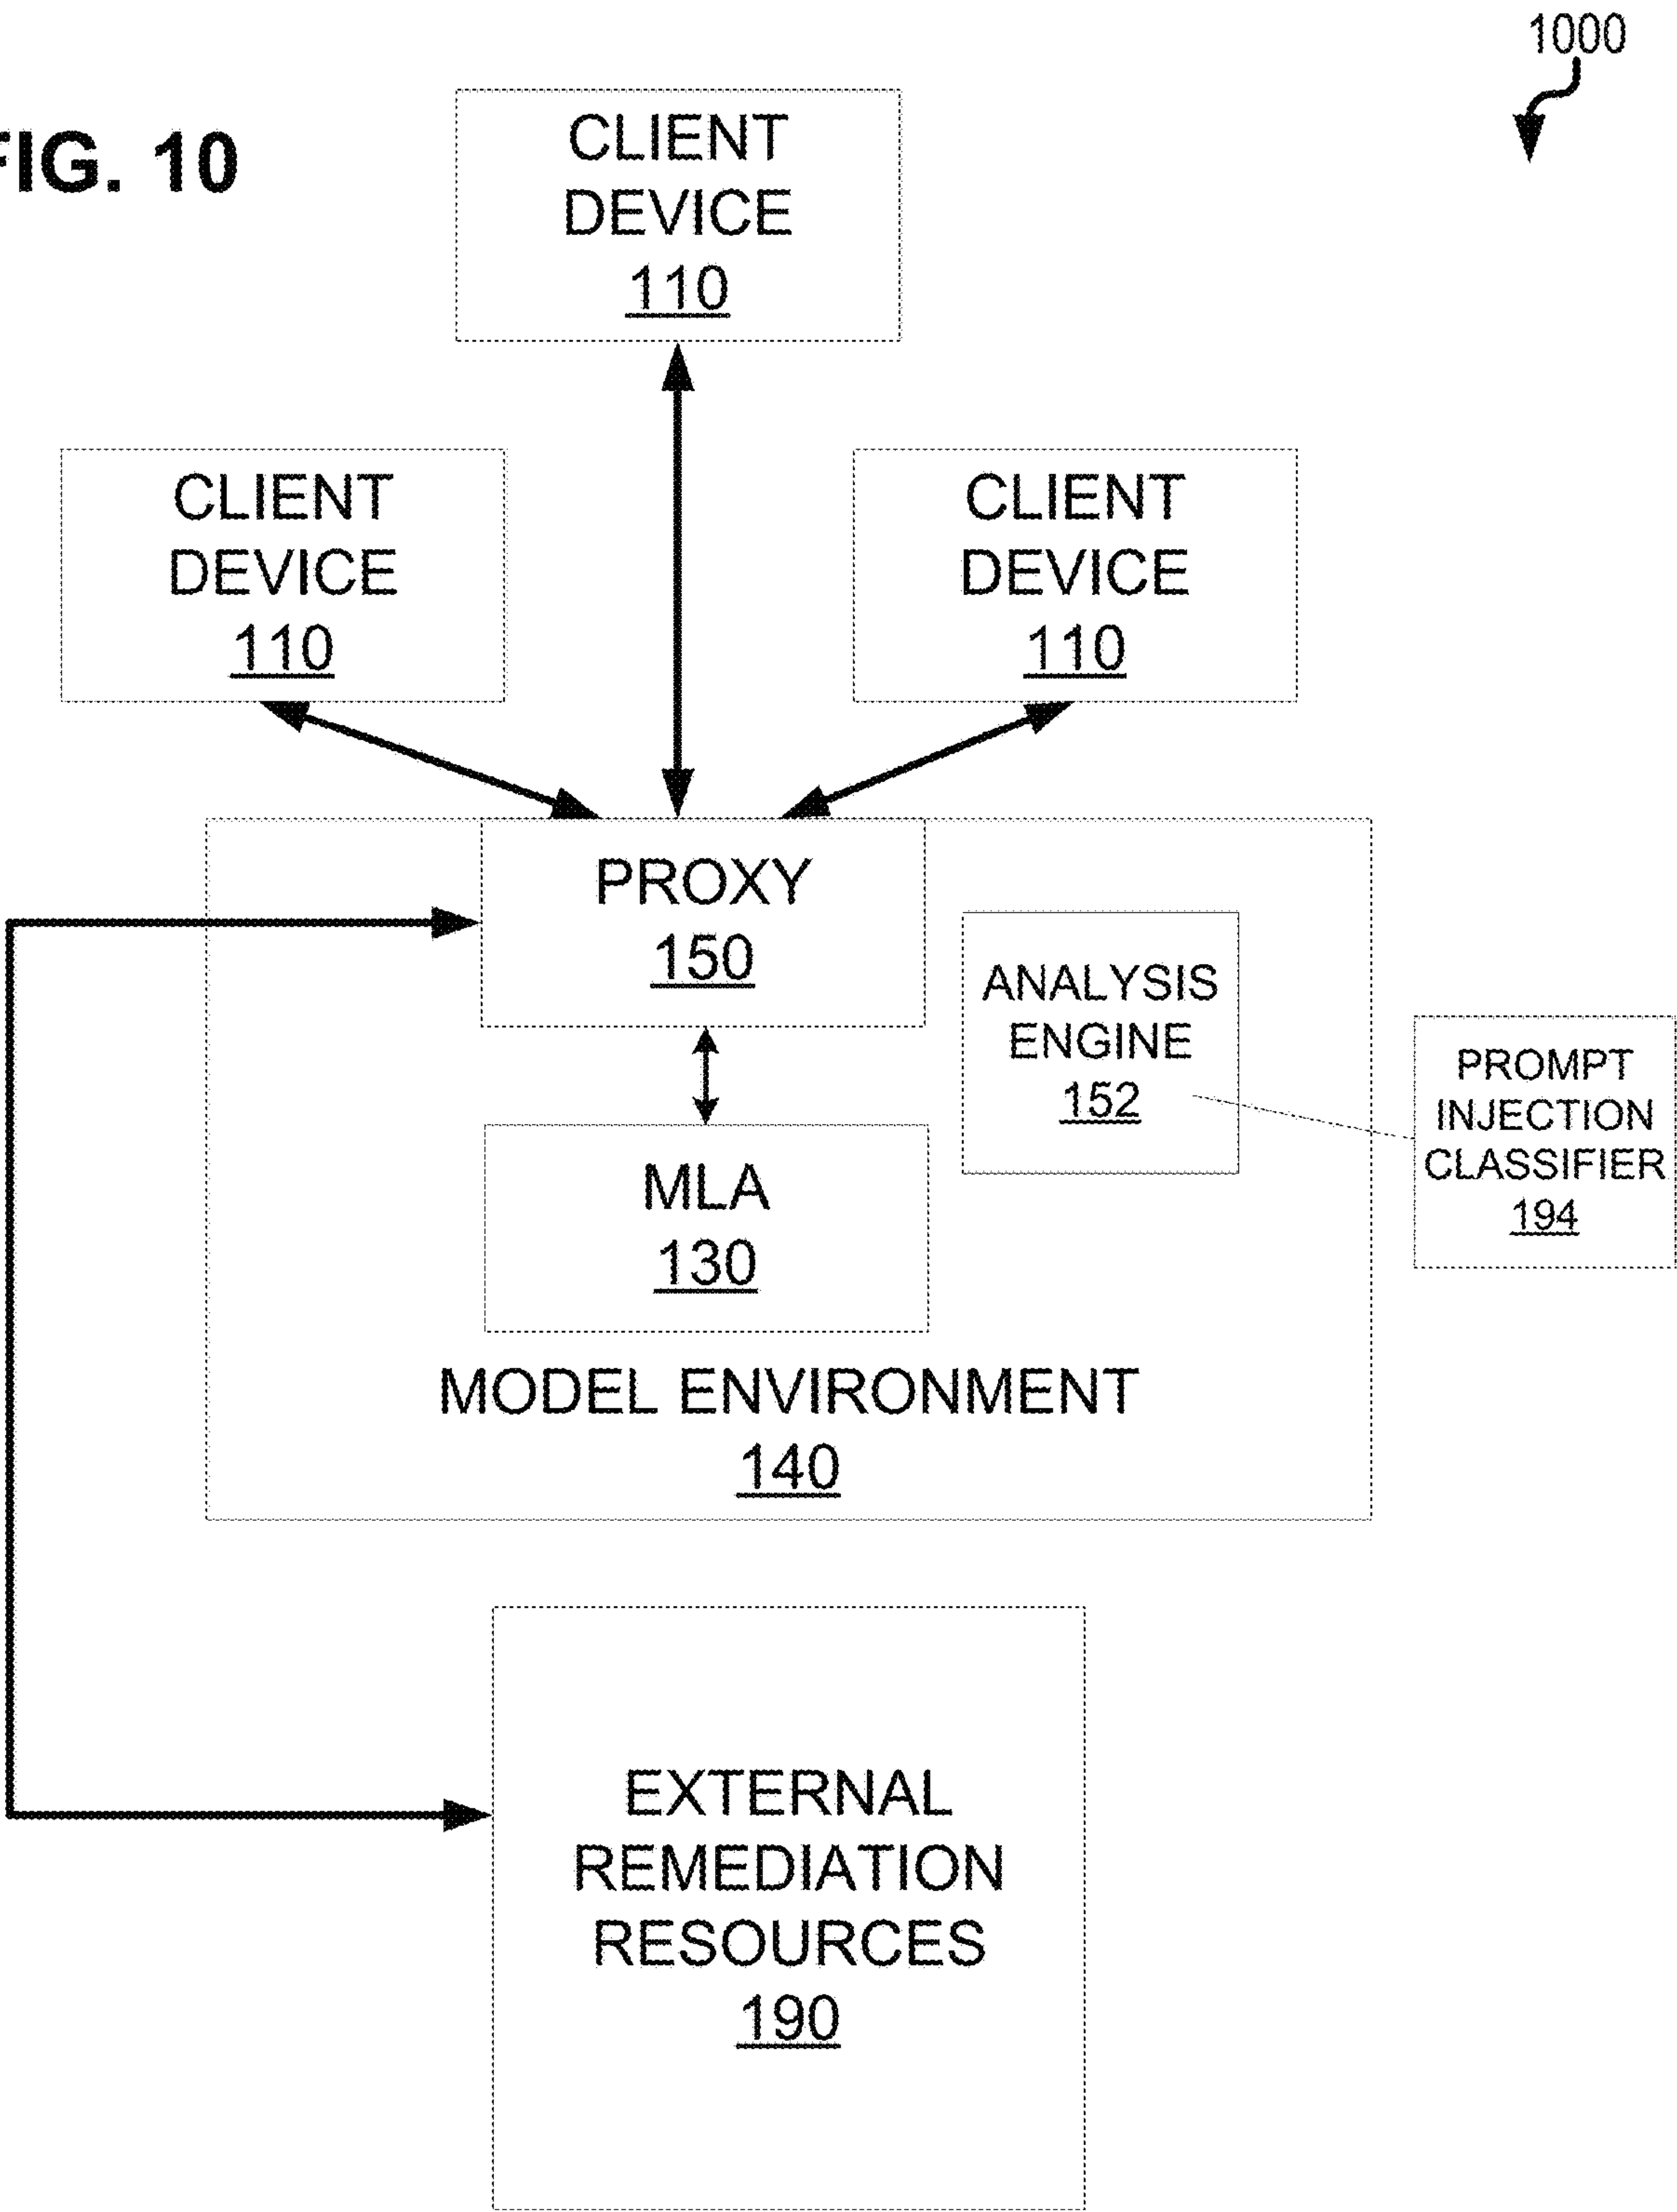 1000
FIG. 10
CLIENT
DEVICE
110
CLIENT
DEVICE
110
CLIENT
DEVICE
110
PROXY
150
ANALYSIS
ENGINE
152
PROMPT
INJECTION
CLASSIFIER
194
MLA
130
MODEL ENVIRONMENT
140
EXTERNAL
REMEDIATION
RESOURCES
190